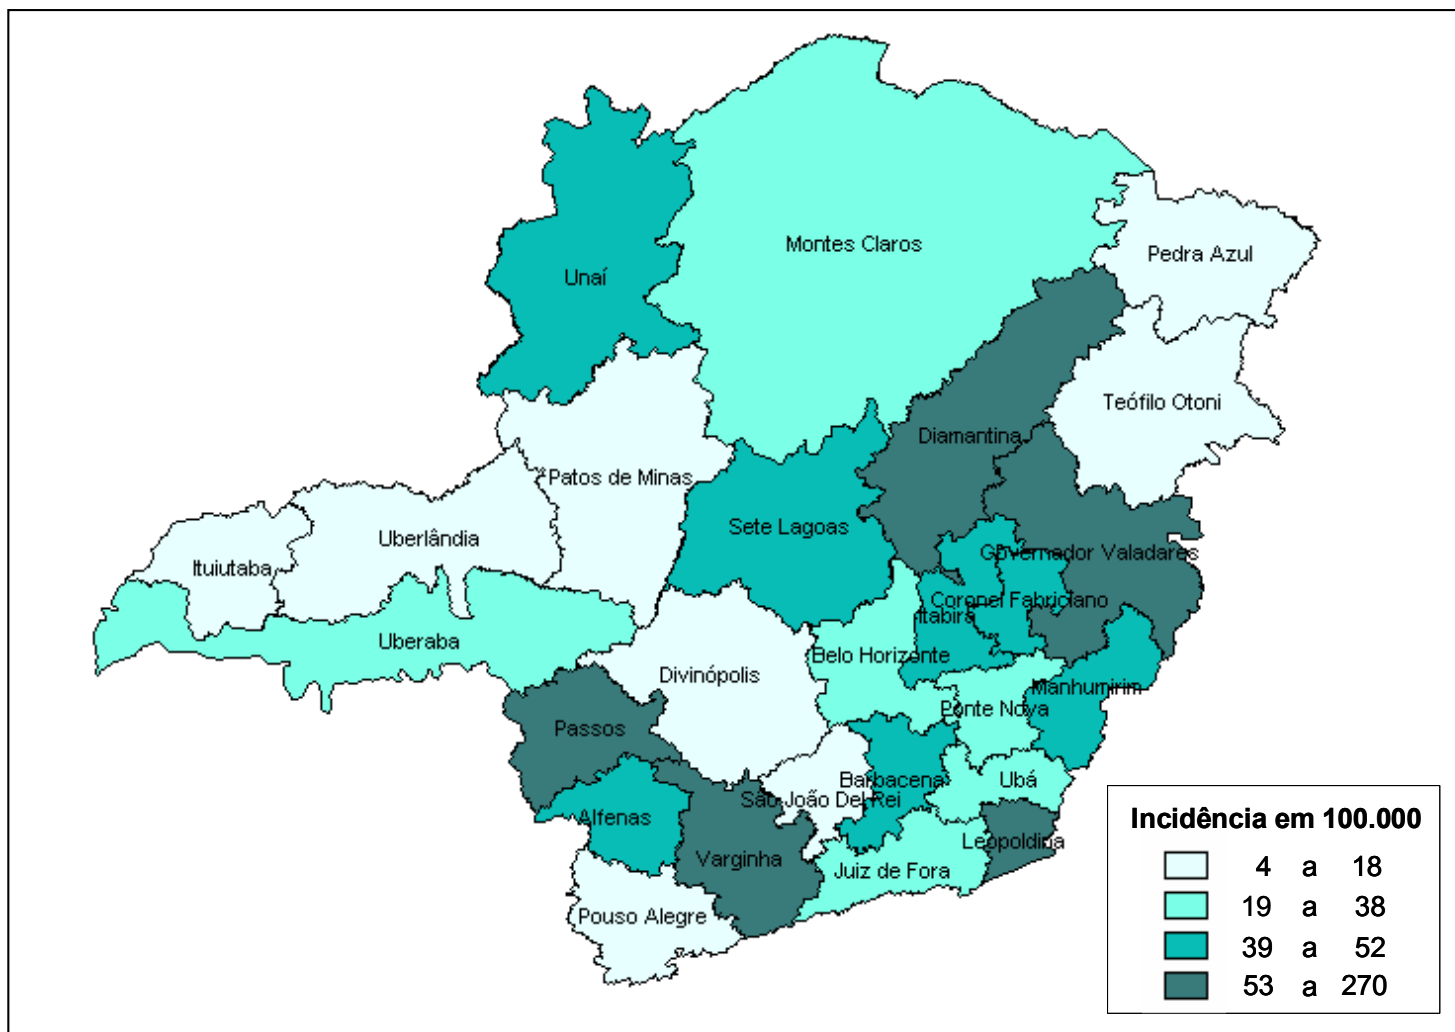 Montes Claros
Pedra Azul
Unaí
Teófilo Otoni
Diamantina
Patos de Minas
Sete Lagoas
Uberlândia
Governador Valadares
Ituiutaba
Coronel Fabriciano
Itabira
Uberaba
Belo Horizonte
Divinópolis
Manhumirim
Ponte Nova
Passos
Barbacena
Ubá
São João Del Rei
Alfenas
Leopoldina
Varginha
Juiz de Fora
Pouso Alegre
Incidência em 100.000
4 a 18
19 a 38
39 a 52
53 a 270